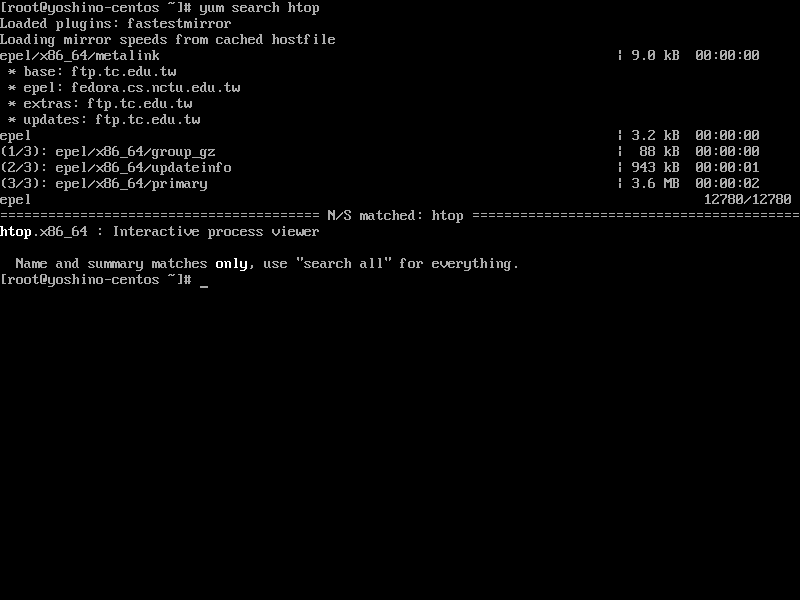 [root@yoshino-centos ~]# yum search htop
Loaded plugins: fastestmirror
Loading mirror speeds from cached hostfile
epel/x86_64/metalink | 9.0 kB 00:00:00
* base: ftp.tc.edu.tw
* epel: fedora.cs.nctu.edu.tw
* extras: ftp.tc.edu.tw
* updates: ftp.tc.edu.tw
epel | 3.2 kB 00:00:00
(1/3): epel/x86_64/group_gz | 88 kB 00:00:00
(2/3): epel/x86_64/updateinfo | 943 kB 00:00:01
(3/3): epel/x86_64/primary | 3.6 MB 00:00:02
epel 12780/12780
======================================== N/S matched: htop =========================================
htop.x86_64 : Interactive process viewer
Name and summary matches only, use "search all" for everything.
[root@yoshino-centos ~]# _